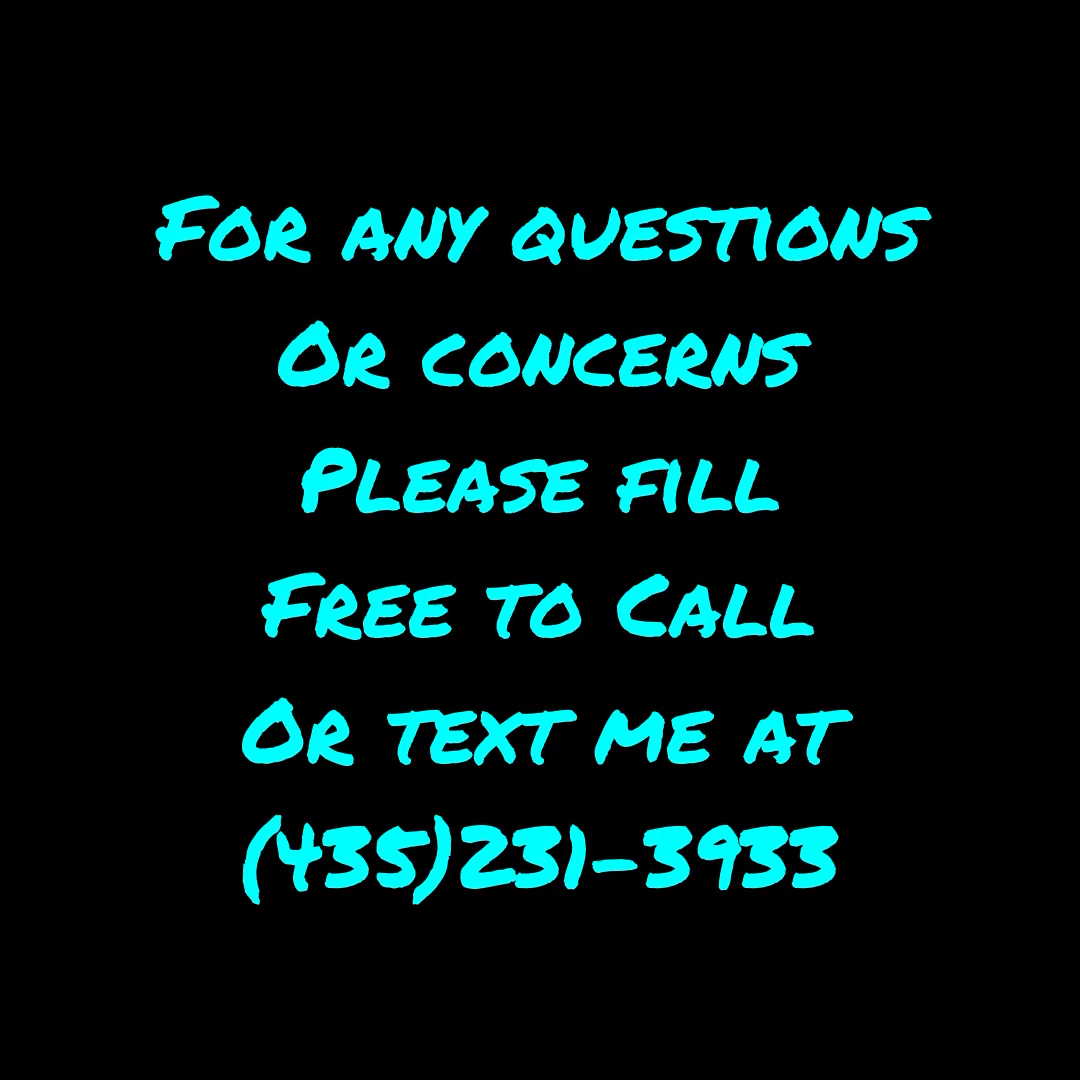 For any questions
Or concerns
Please fill
Free to Call
Or text me at
(435)231-3933